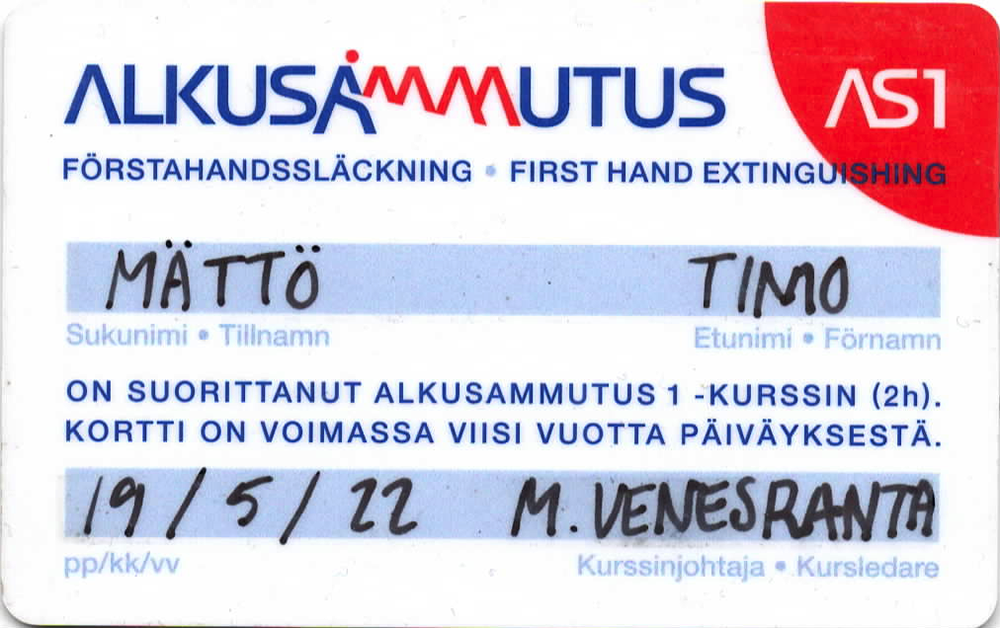 ALKUSAMMUTUS AS1
FÖRSTAHANDSSLÄCKNING • FIRST HAND EXTINGUISHING
MÄTTÖ TIMO
Sukunimi • Tillnamn Etunimi • Förnamn
ON SUORITTANUT ALKUSAMMUTUS 1 -KURSSIN (2h).
KORTTI ON VOIMASSA VIISI VUOTTA PÄIVÄYKSESTÄ.
19 / 5 / 22 M. VENESRANTA
pp/kk/vv Kurssinjohtaja • Kursledare